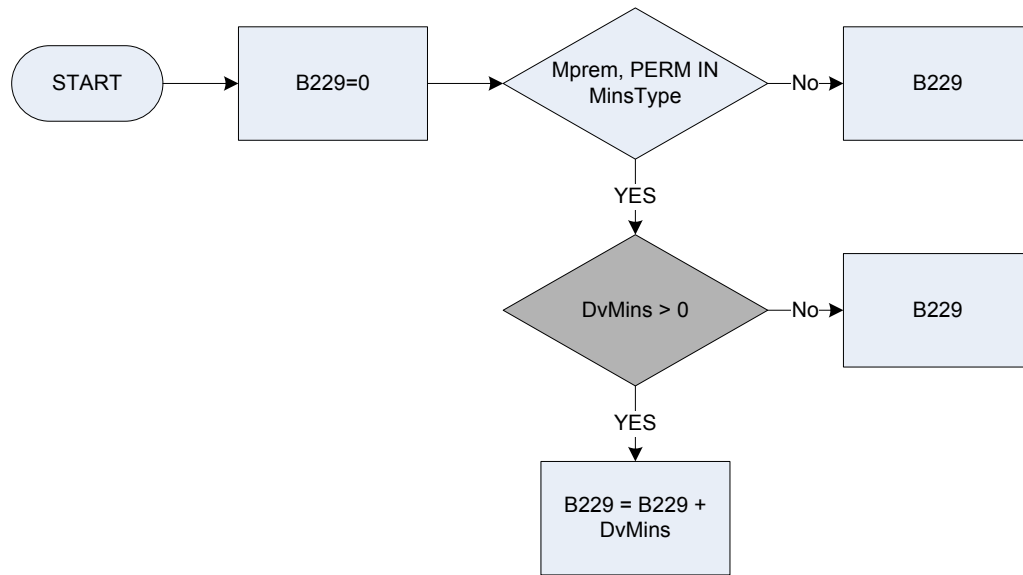 START
B229=0
Mprem, PERM IN
MinsType
No
B229
YES
DvMins > 0
No
B229
YES
B229 = B229 +
DvMins